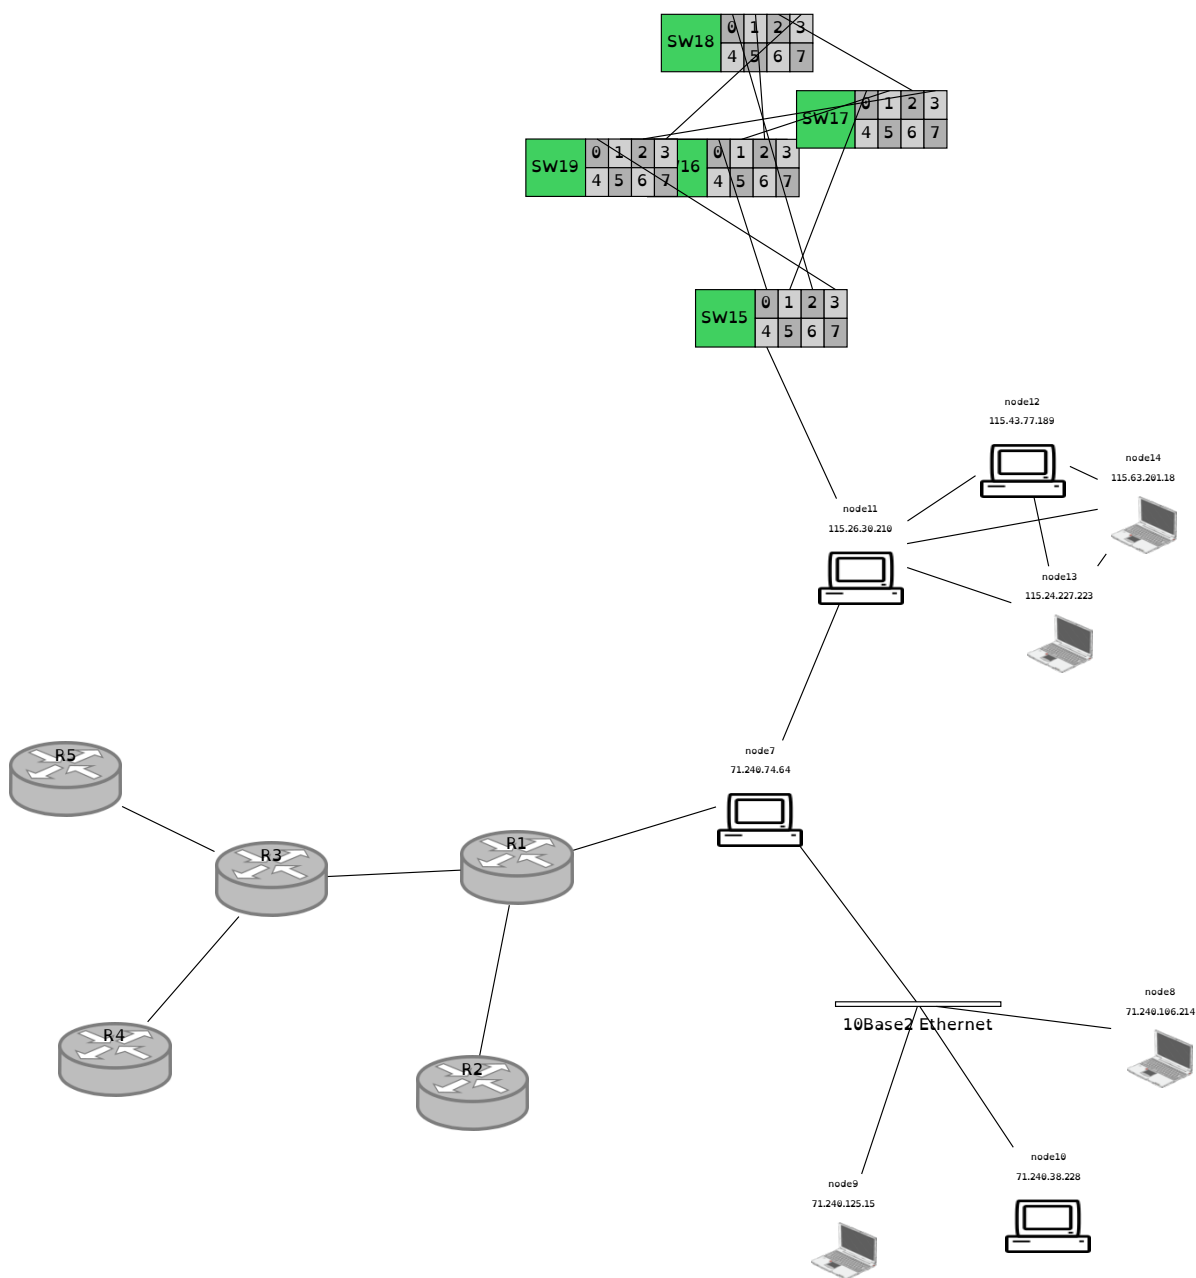 SW18
0 1 2 3
4 5 6 7
SW17
0 1 2 3
4 5 6 7
SW19
0 1 2 3
4 5 6 7
16
0 1 2 3
4 5 6 7
SW15
0 1 2 3
4 5 6 7
node12
115.43.77.189
node14
115.63.201.18
node11
115.26.30.210
node13
115.24.227.223
node7
71.240.74.64
R5
R3
R1
R4
R2
10Base2 Ethernet
node8
71.240.106.214
node10
71.240.38.228
node9
71.240.125.15